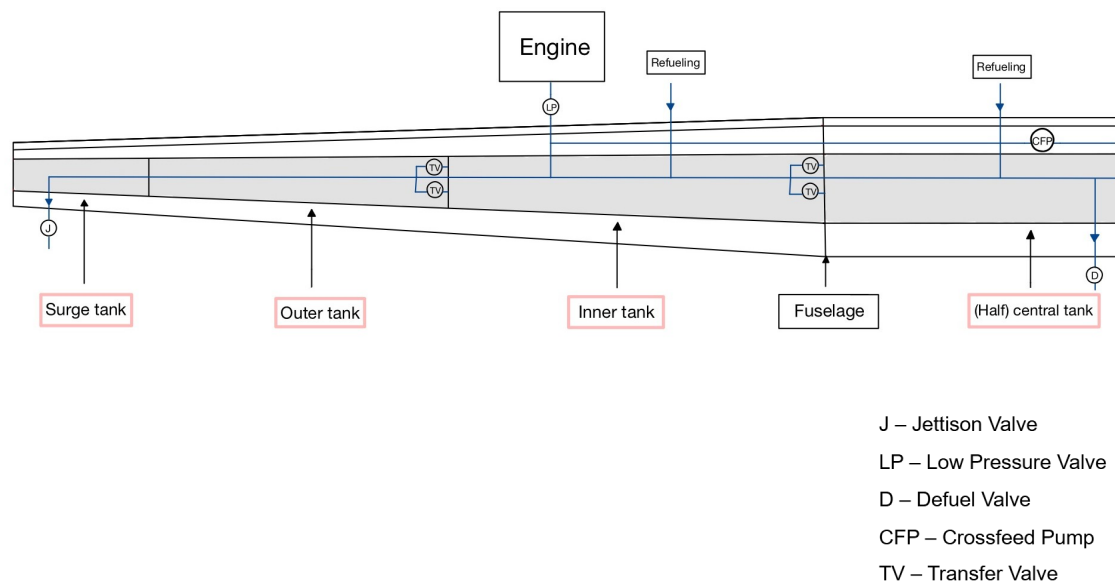 Engine
Refueling
Refueling
LP
CFP
TV
TV
TV
TV
J
D
Surge tank
Outer tank
Inner tank
Fuselage
(Half) central tank
J – Jettison Valve
LP – Low Pressure Valve
D – Defuel Valve
CFP – Crossfeed Pump
TV – Transfer Valve